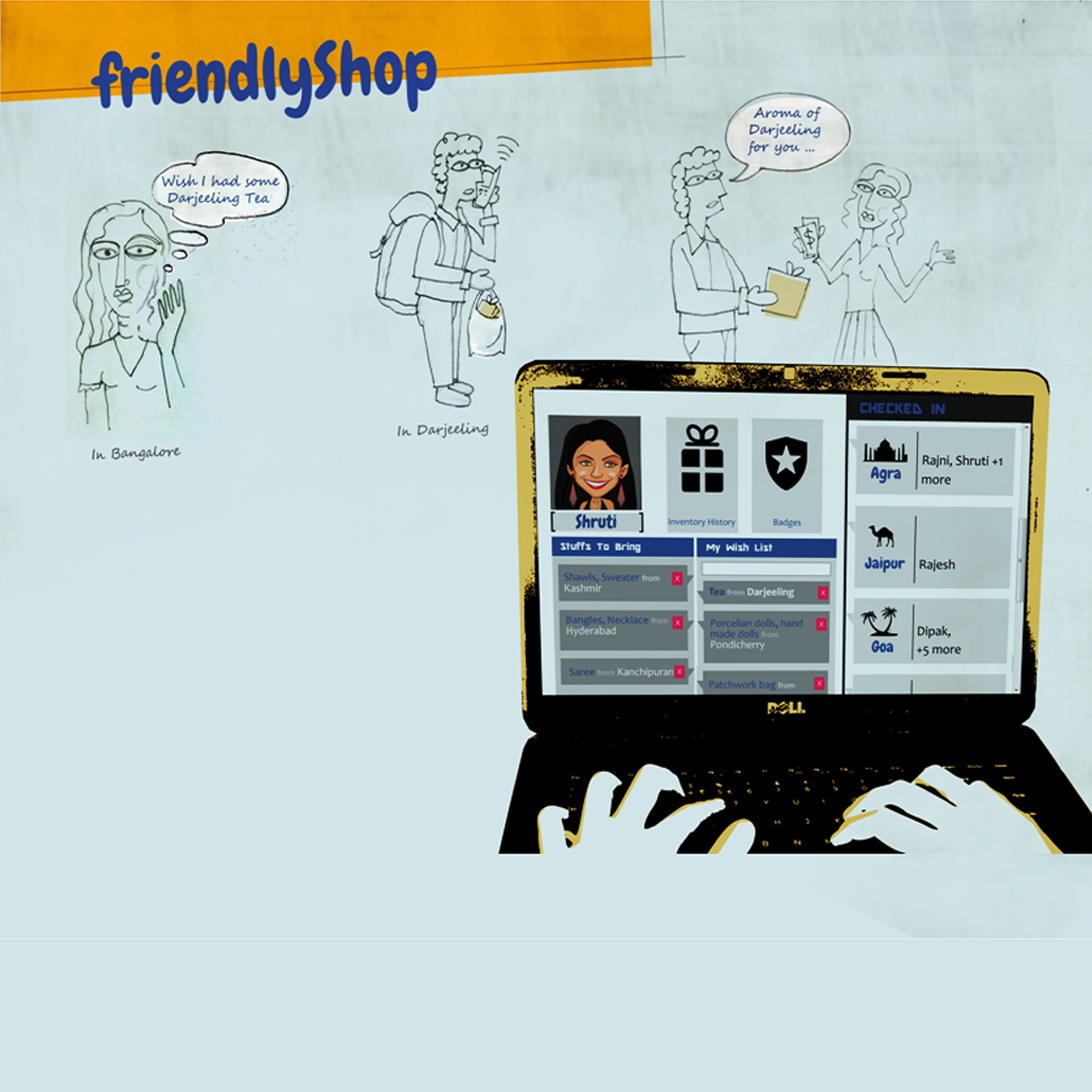 friendlyShop
Wish I had some
Darjeeling Tea
In Bangalore
In Darjeeling
Aroma of
Darjeeling
for you ...
Shruti
Inventory History
Badges
Stuffs To Bring
Shawls, Sweater from
Kashmir
X
Bangles, Necklace from
Hyderabad
X
Saree from Kanchipuran
X
My Wish List
Tea from Darjeeling
X
Porcelian dolls, hand
made dolls from
Pondicherry
X
Patchwork bag from
X
CHECKED IN
Agra
Rajni, Shruti +1
more
Jaipur
Rajesh
Goa
Dipak,
+5 more
DELL